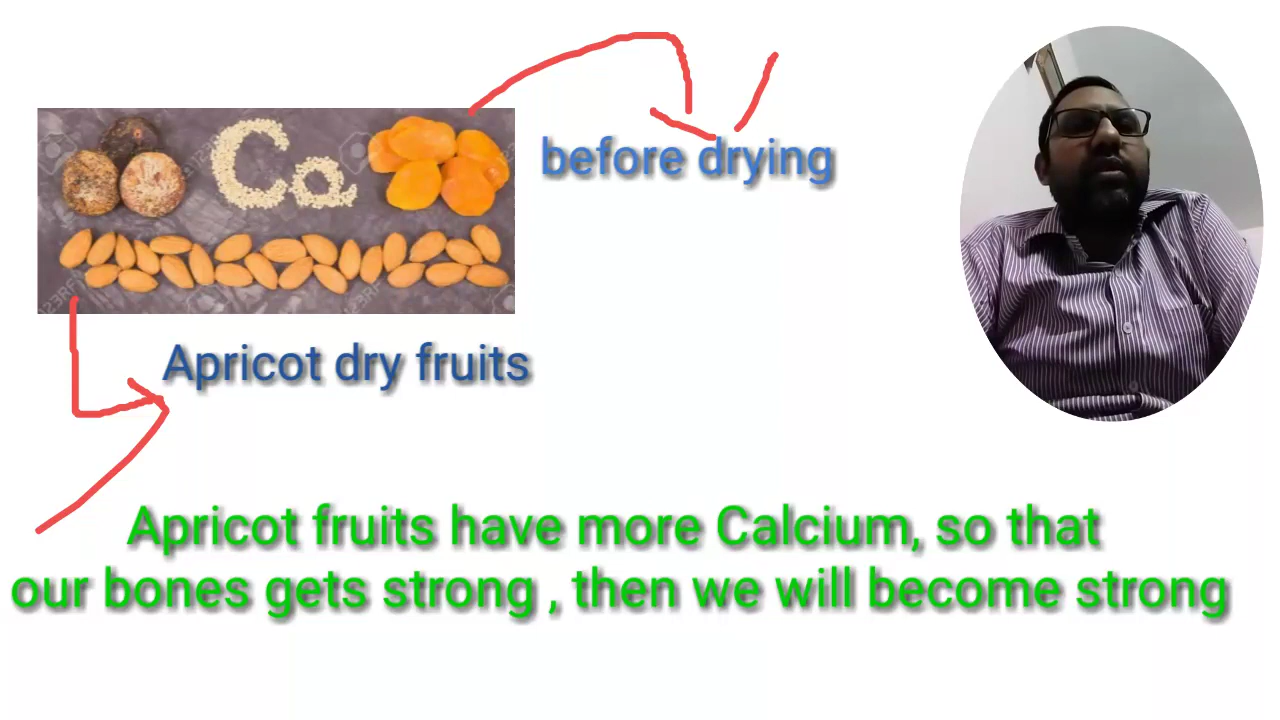 Ca
before drying
Apricot dry fruits
Apricot fruits have more Calcium, so that
our bones gets strong , then we will become strong